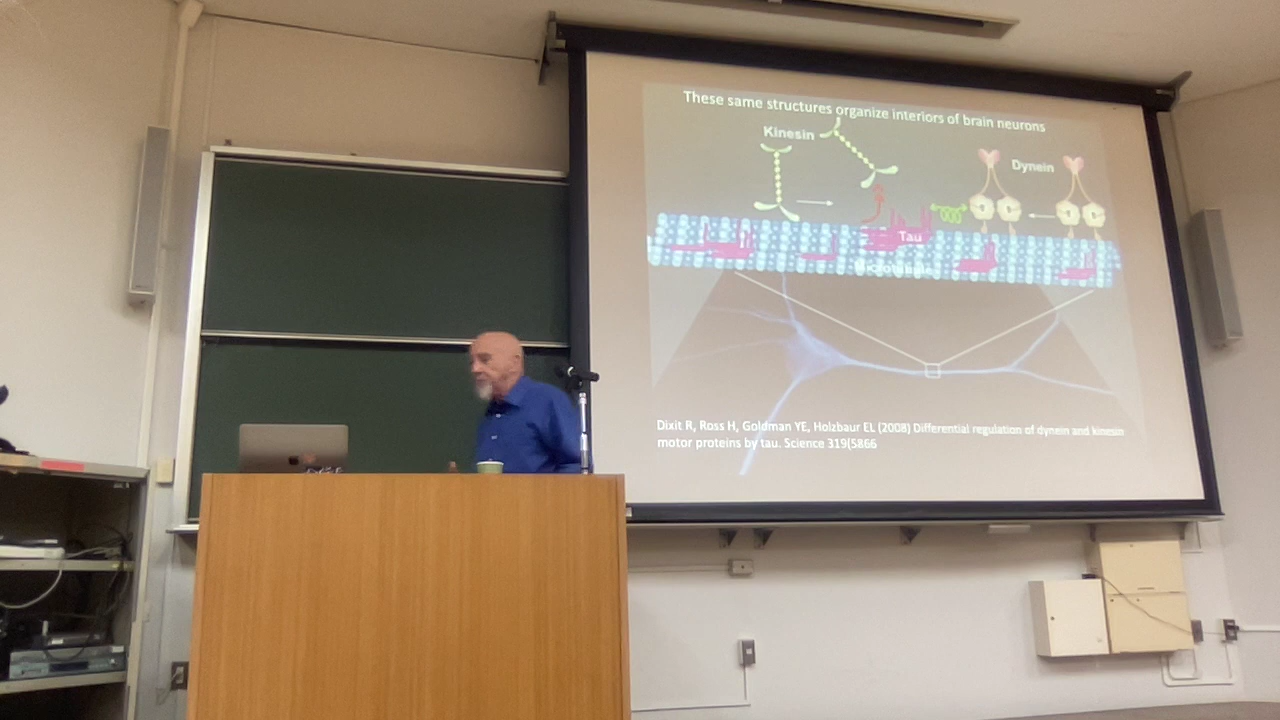 These same structures organize interiors of brain neurons
Kinesin
Dynein
Tau
Microtubule
Dixit R, Ross H, Goldman YE, Holzbaur EL (2008) Differential regulation of dynein and kinesin
motor proteins by tau. Science 319(5866